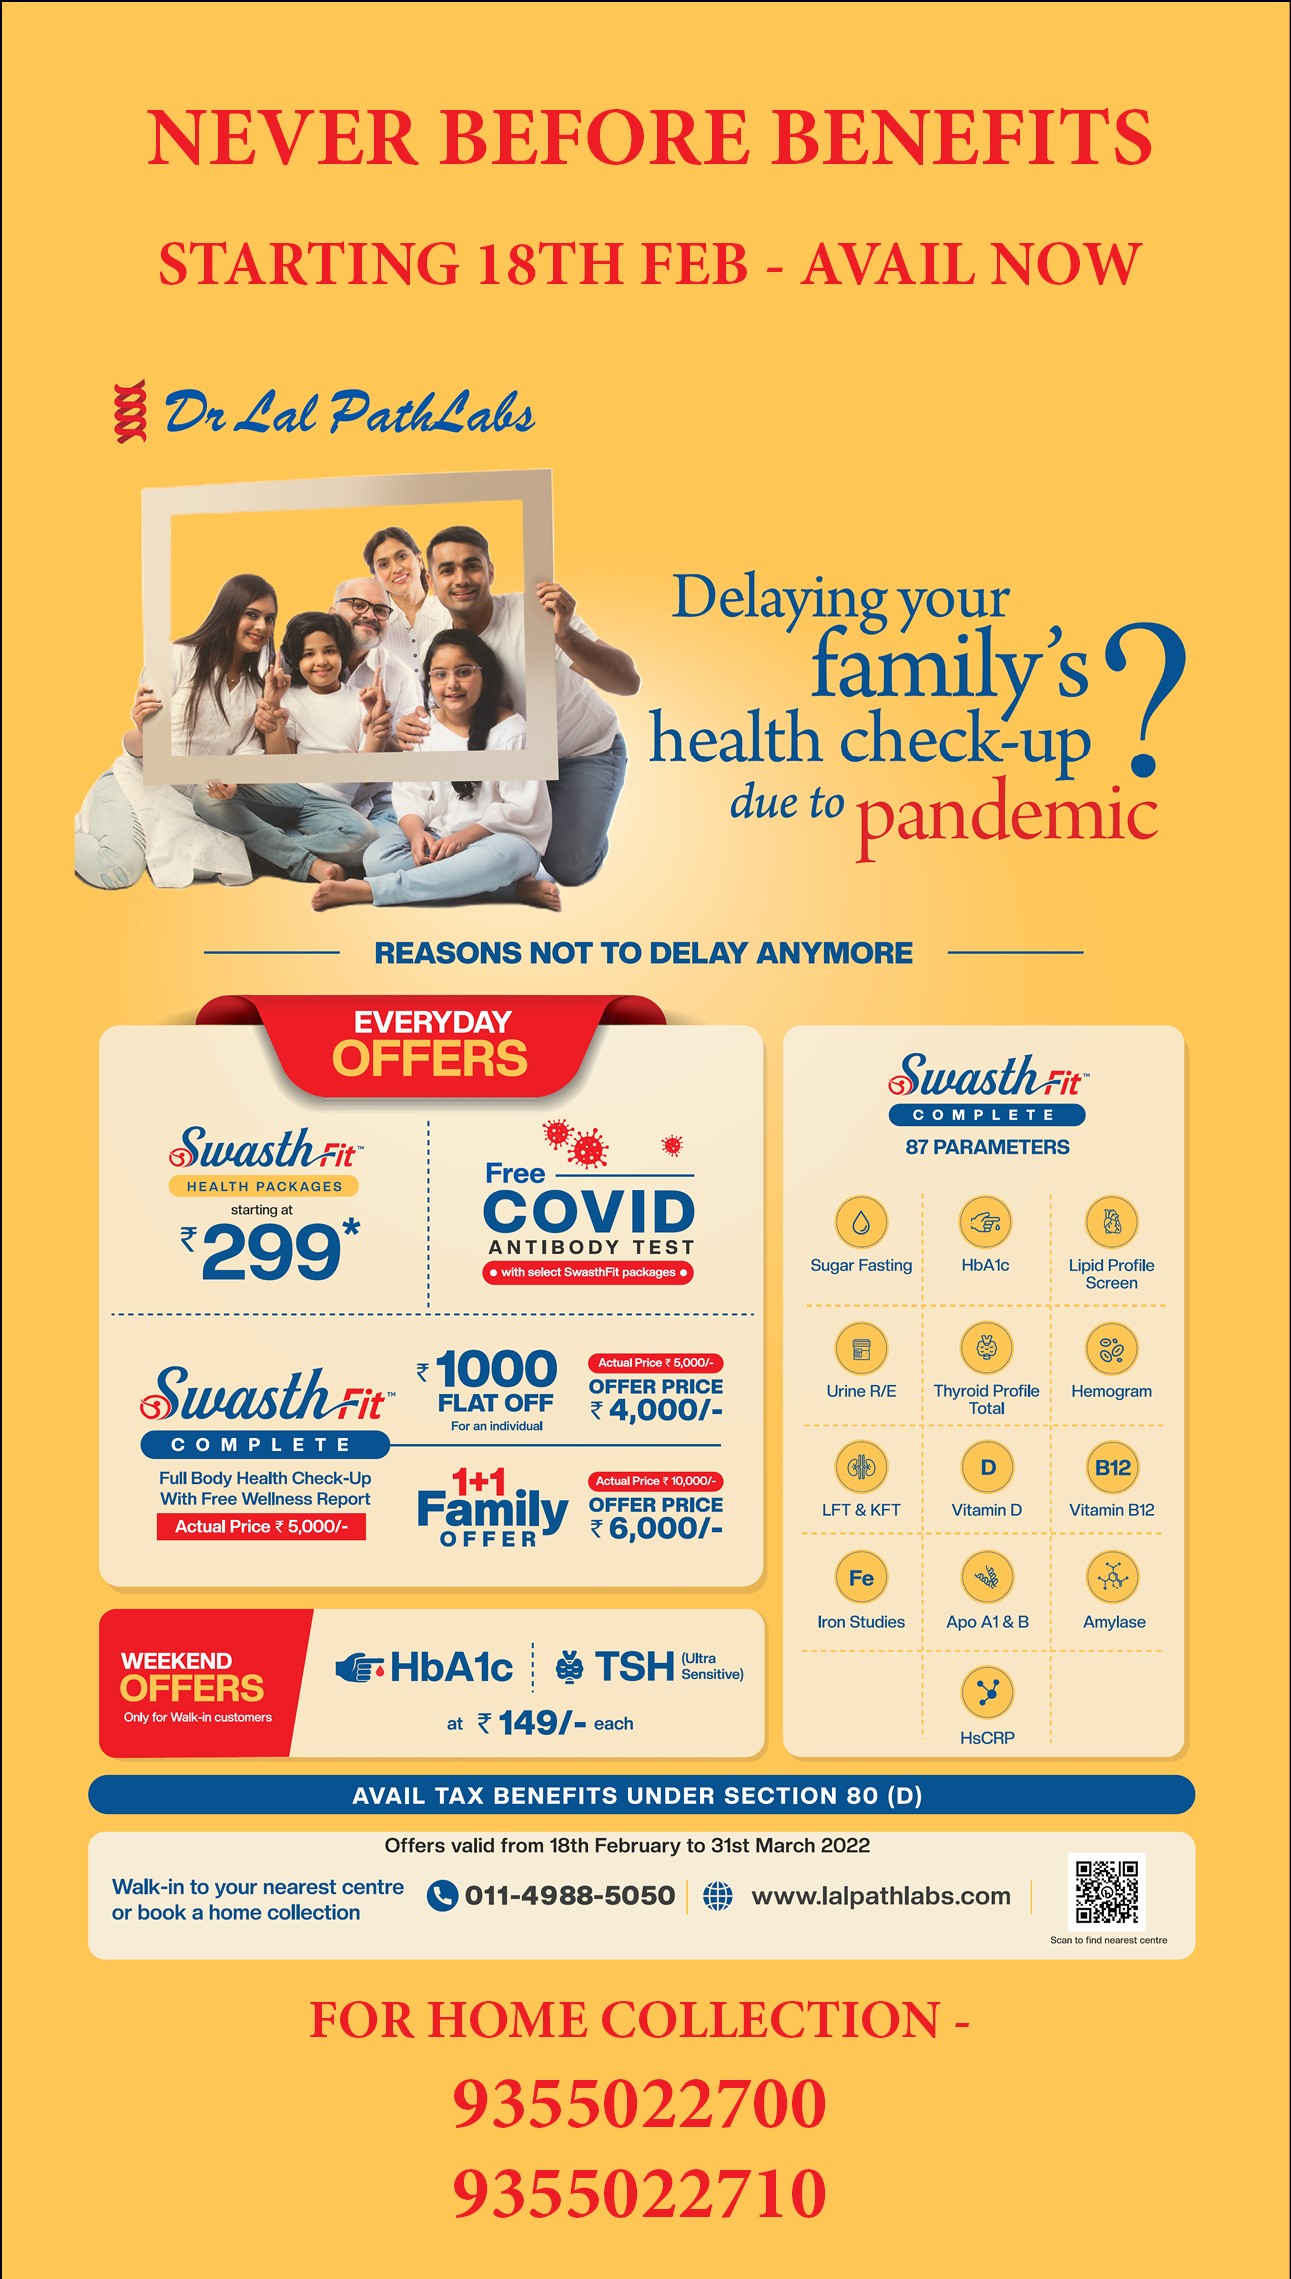 NEVER BEFORE BENEFITS
STARTING 18TH FEB - AVAIL NOW
Dr Lal PathLabs
Delaying your
family's
health check-up
due to pandemic?
REASONS NOT TO DELAY ANYMORE
EVERYDAY
OFFERS
SwasthFit™
HEALTH PACKAGES
starting at
₹299*
Free
COVID
ANTIBODY TEST
• with select SwasthFit packages •
SwasthFit™
COMPLETE
Full Body Health Check-Up
With Free Wellness Report
Actual Price ₹ 5,000/-
₹ 1000
FLAT OFF
For an individual
Actual Price ₹ 5,000/-
OFFER PRICE
₹ 4,000/-
1+1
Family
OFFER
Actual Price ₹ 10,000/-
OFFER PRICE
₹ 6,000/-
WEEKEND
OFFERS
Only for Walk-in customers
HbA1c
TSH (Ultra
Sensitive)
at ₹ 149/- each
SwasthFit™
COMPLETE
87 PARAMETERS
Sugar Fasting
HbA1c
Lipid Profile
Screen
Urine R/E
Thyroid Profile
Total
Hemogram
LFT & KFT
D
Vitamin D
B12
Vitamin B12
Fe
Iron Studies
Apo A1 & B
Amylase
HsCRP
AVAIL TAX BENEFITS UNDER SECTION 80 (D)
Offers valid from 18th February to 31st March 2022
Walk-in to your nearest centre
or book a home collection
011-4988-5050
www.lalpathlabs.com
Scan to find nearest centre
FOR HOME COLLECTION -
9355022700
9355022710